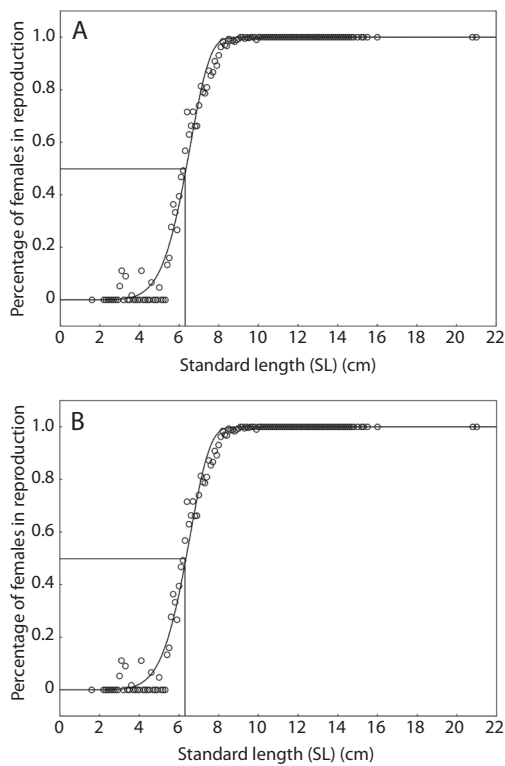 A
Percentage of females in reproduction
1.0
0.8
0.6
0.4
0.2
0
0 2 4 6 8 10 12 14 16 18 20 22
Standard length (SL) (cm)
B
Percentage of females in reproduction
1.0
0.8
0.6
0.4
0.2
0
0 2 4 6 8 10 12 14 16 18 20 22
Standard length (SL) (cm)